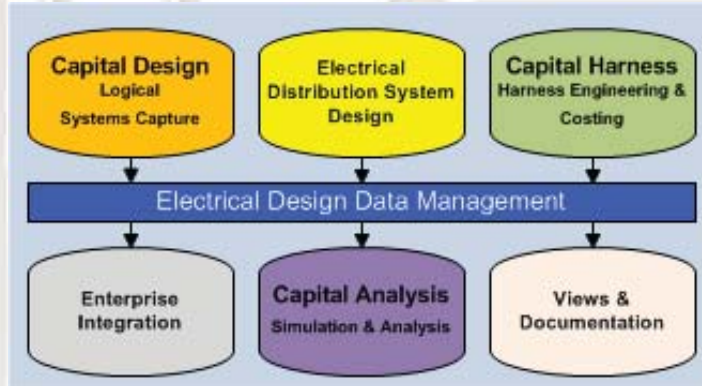 Capital Design
Logical
Systems Capture
Electrical
Distribution System
Design
Capital Harness
Harness Engineering &
Costing
Electrical Design Data Management
Enterprise
Integration
Capital Analysis
Simulation & Analysis
Views &
Documentation